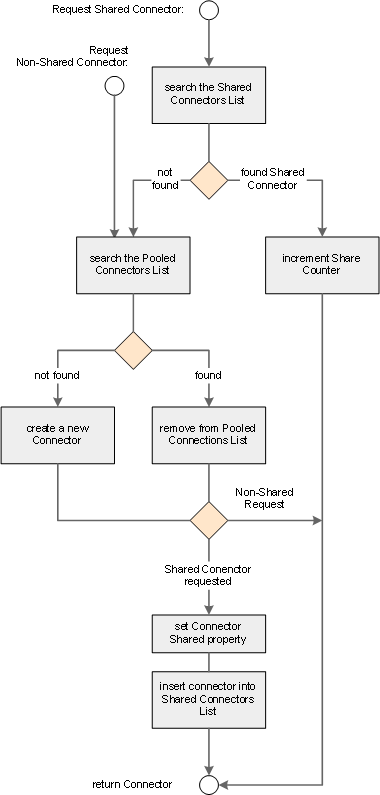 Request Shared Connector:
Request
Non-Shared Connector:
search the Shared
Connectors List
not
found
found Shared
Connector
search the Pooled
Connectors List
increment Share
Counter
not found
found
create a new
Connector
remove from Pooled
Connections List
Non-Shared
Request
Shared Conenctor
requested
set Connector
Shared property
insert connector into
Shared Connectors
List
return Connector